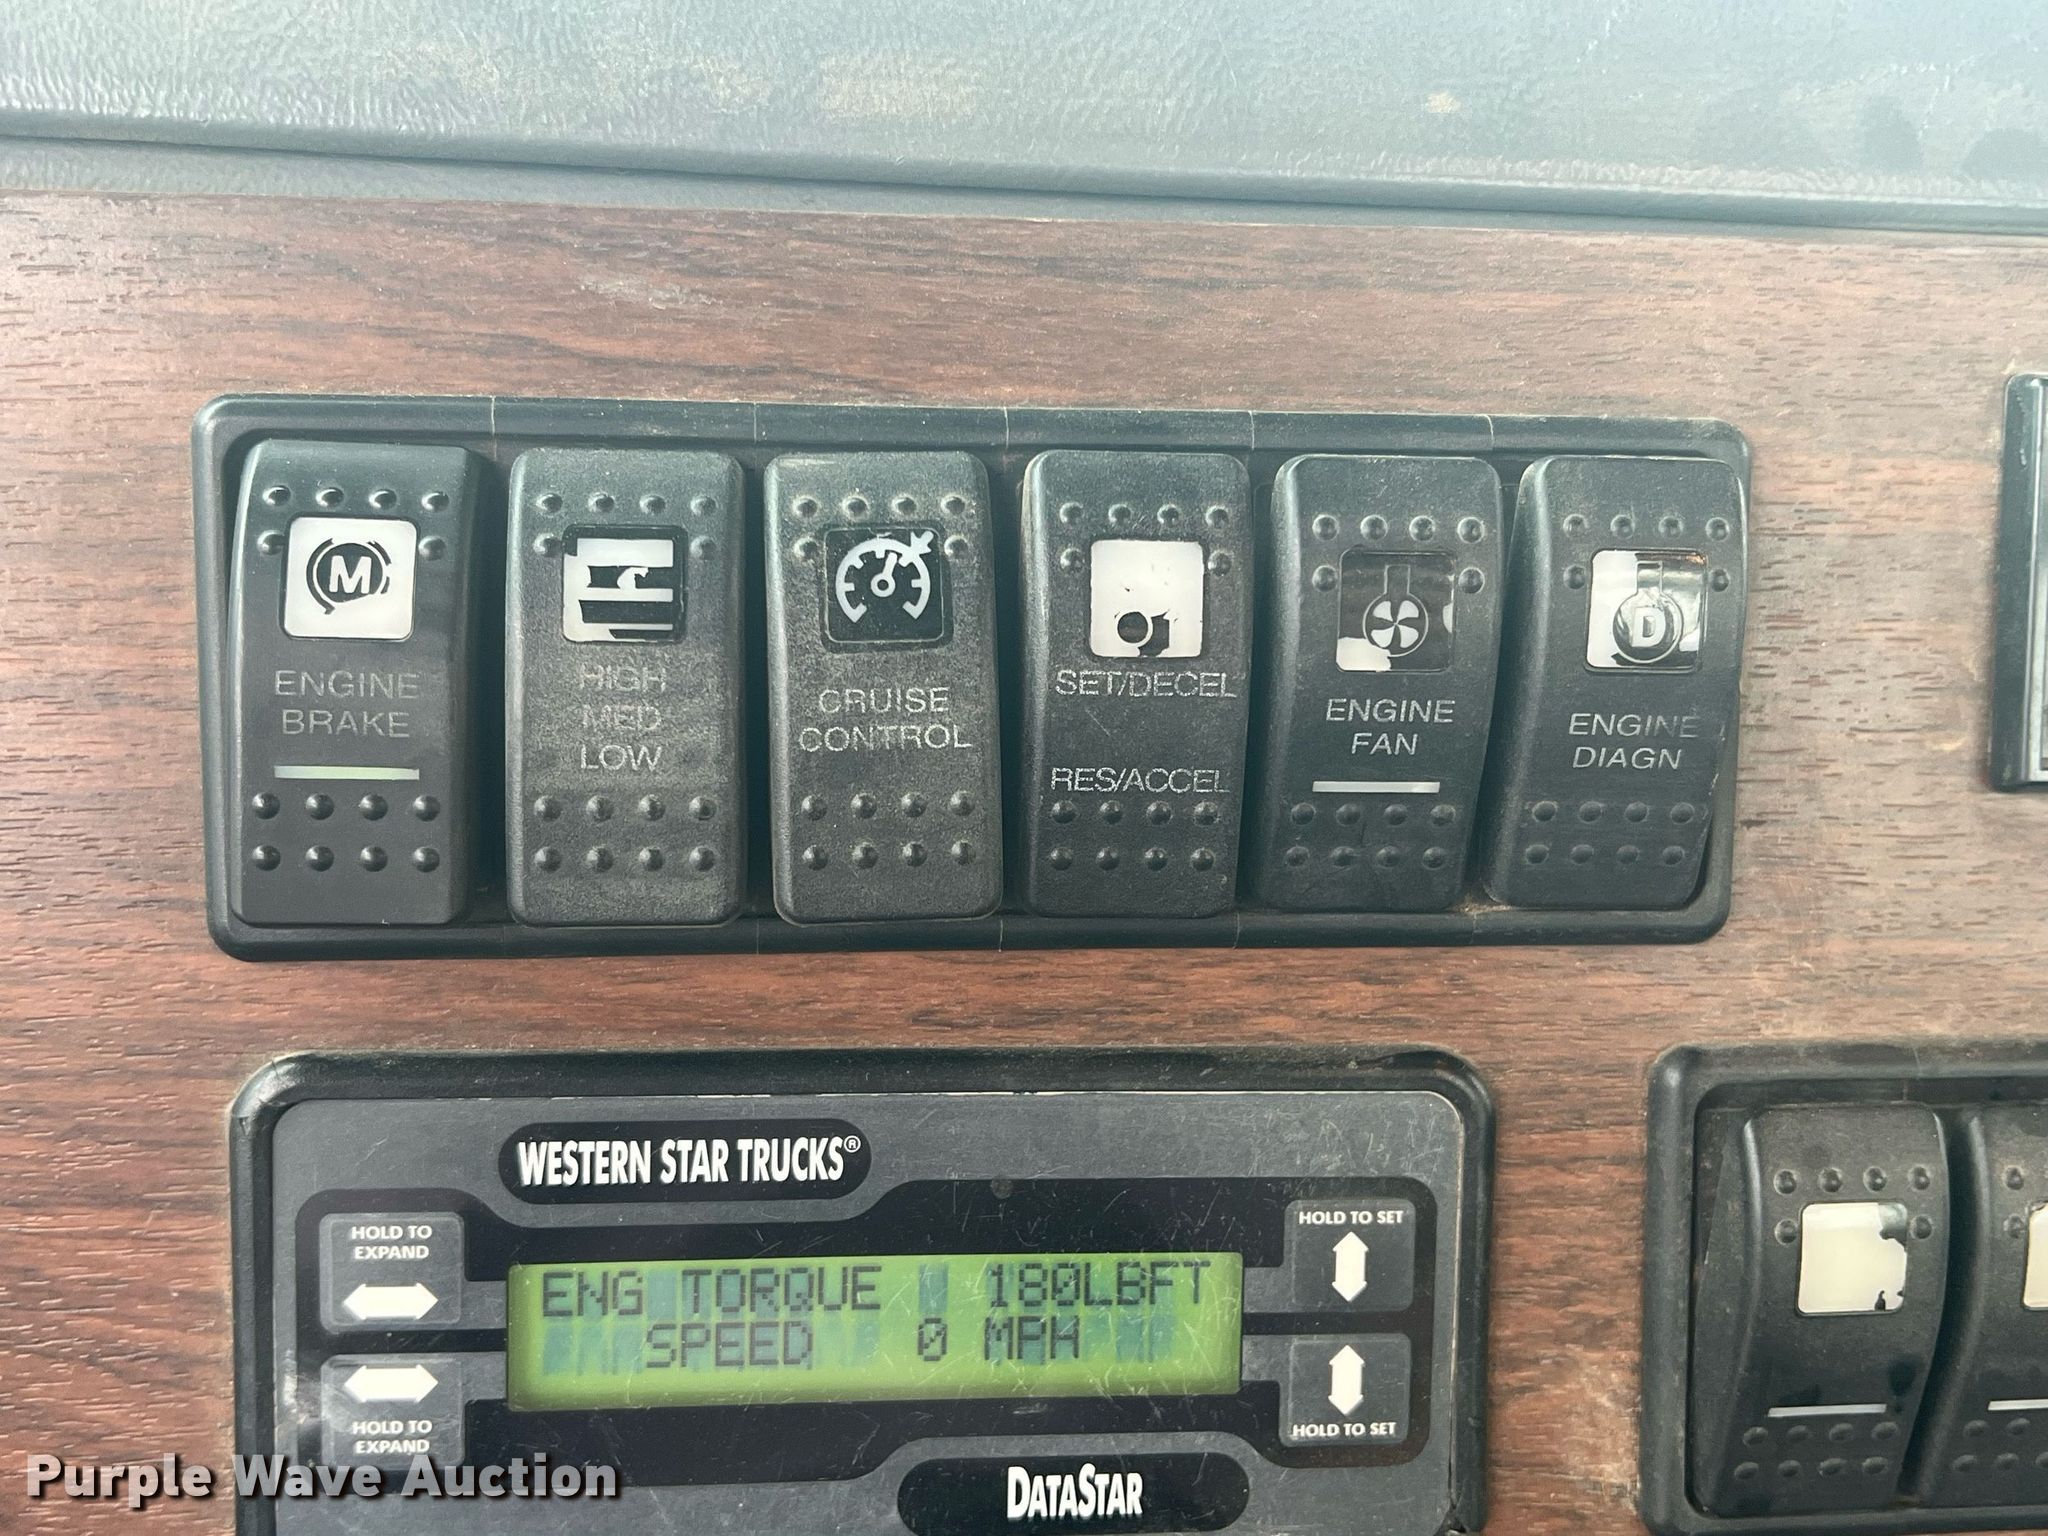 M
ENGINE
BRAKE
HIGH
MED
LOW
CRUISE
CONTROL
SET/DECEL
RES/ACCEL
ENGINE
FAN
D
ENGINE
DIAGN
WESTERN STAR TRUCKS®
HOLD TO
EXPAND
HOLD TO SET
ENG TORQUE 180LBFT
SPEED 0 MPH
HOLD TO
EXPAND
HOLD TO SET
DATASTAR
Purple Wave Auction